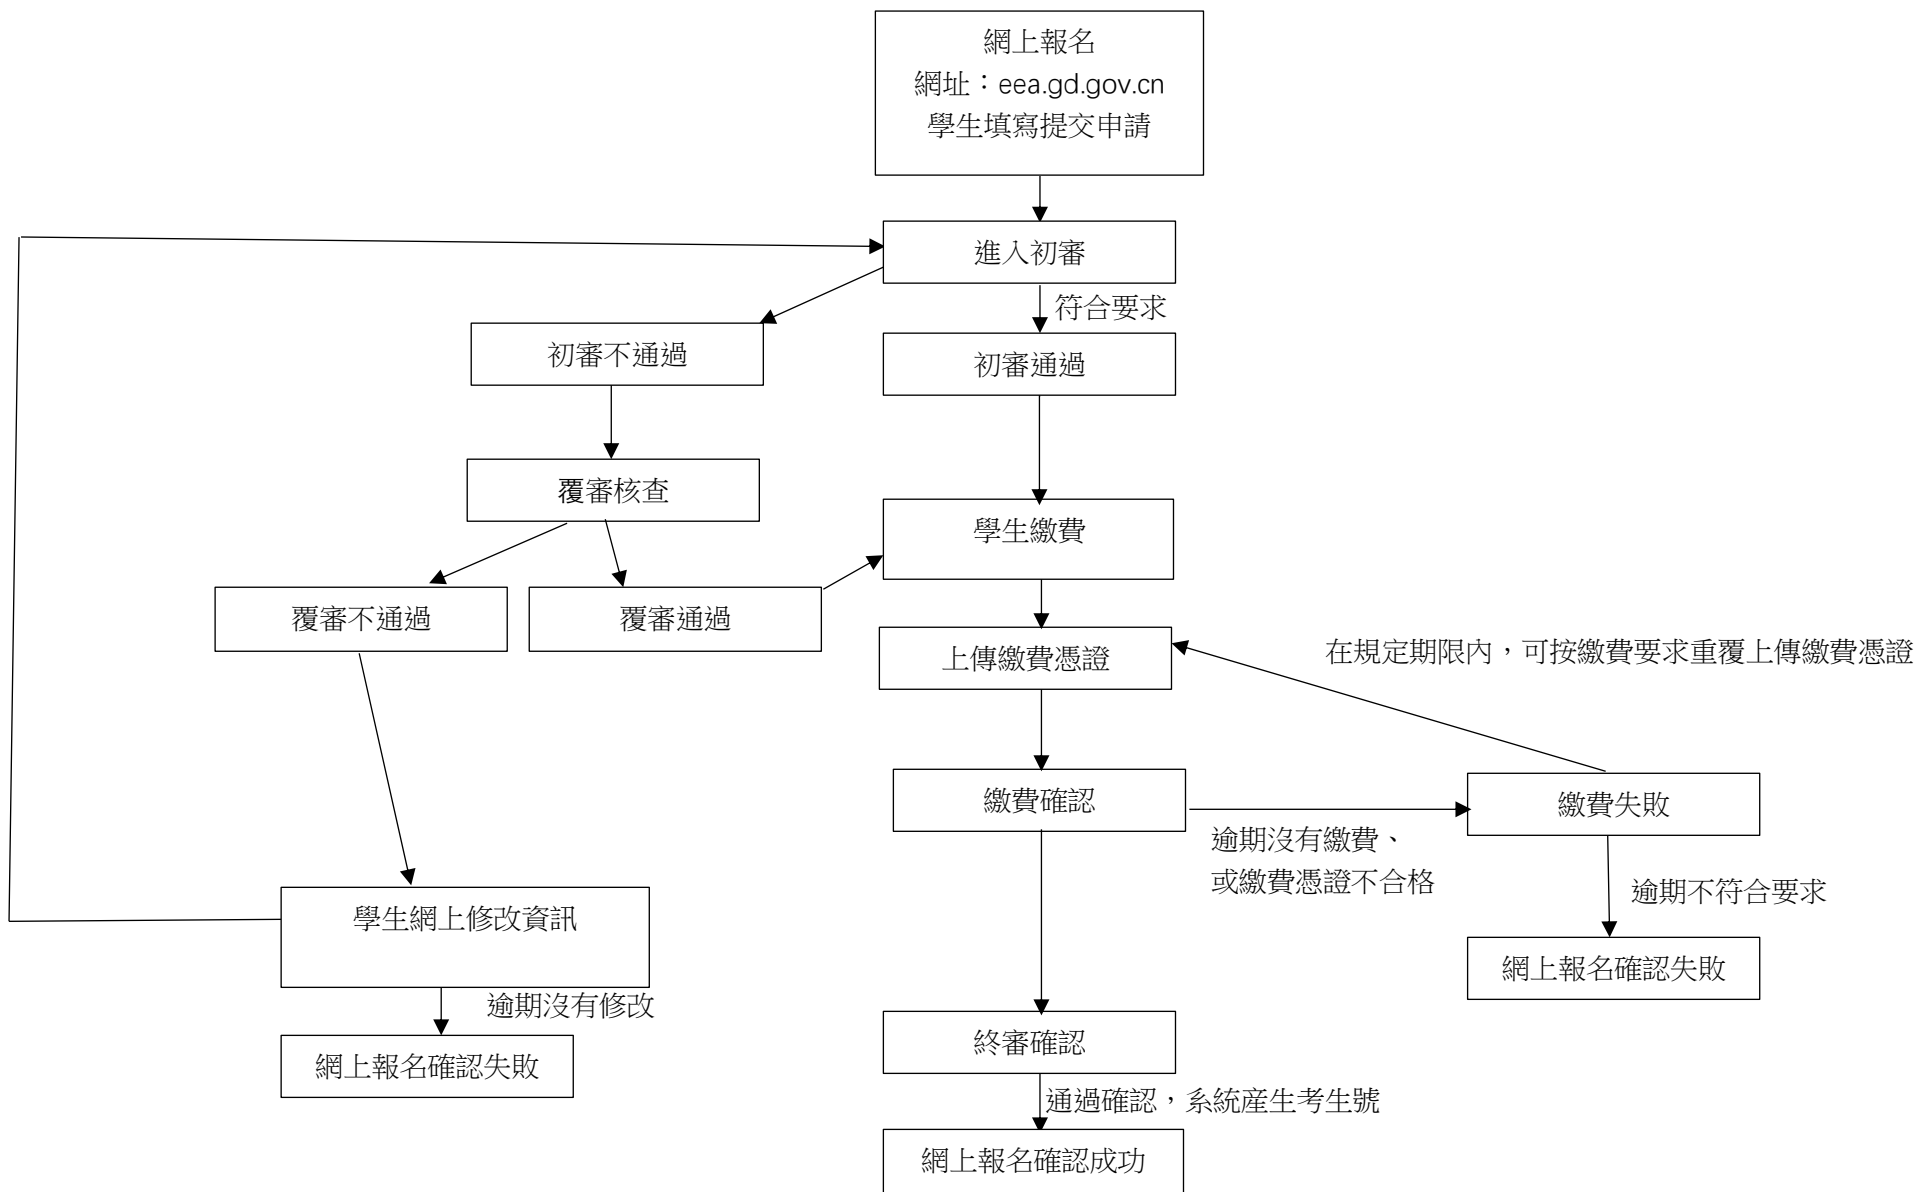 網上報名
網址：eea.gd.gov.cn
學生填寫提交申請
進入初審
符合要求
初審不通過
初審通過
覆審核查
學生繳費
覆審不通過
覆審通過
上傳繳費憑證
在規定期限內，可按繳費要求重覆上傳繳費憑證
繳費確認
繳費失敗
逾期沒有繳費、
或繳費憑證不合格
逾期不符合要求
學生網上修改資訊
網上報名確認失敗
逾期沒有修改
終審確認
網上報名確認失敗
通過確認，系統産生考生號
網上報名確認成功